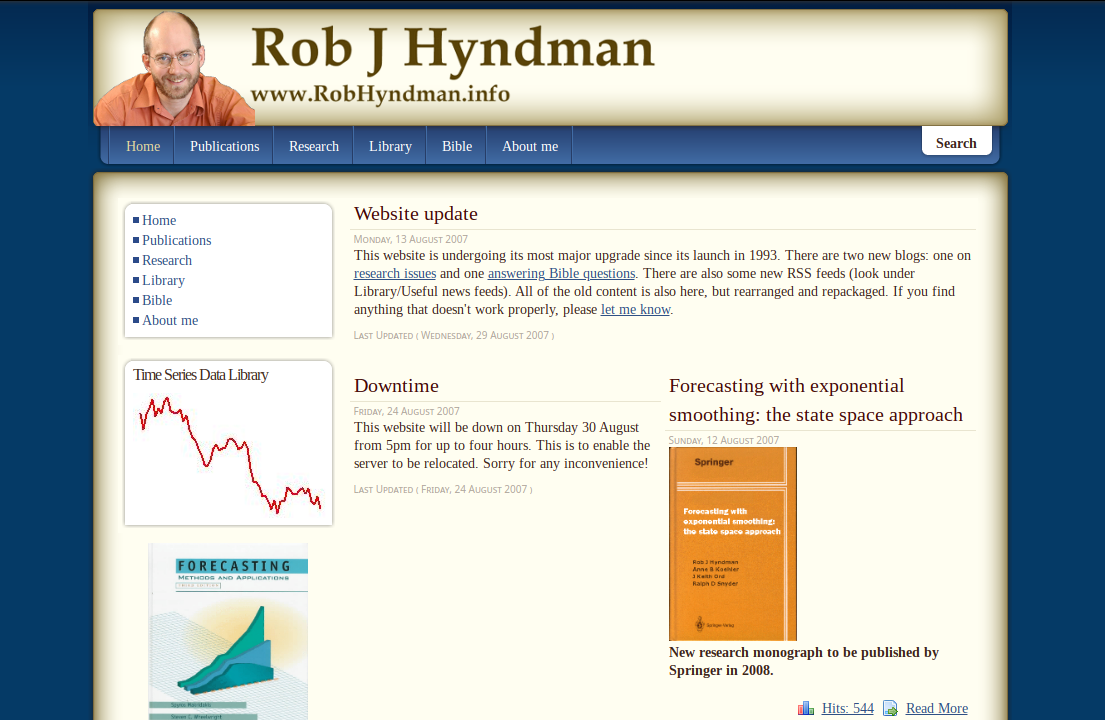 Rob J Hyndman
www.RobHyndman.info
Home
Publications
Research
Library
Bible
About me
Search
Home
Publications
Research
Library
Bible
About me
Time Series Data Library
FORECASTING
METHODS AND APPLICATIONS
THIRD EDITION
Website update
Monday, 13 August 2007
This website is undergoing its most major upgrade since its launch in 1993. There are two new blogs: one on
research issues and one answering Bible questions. There are also some new RSS feeds (look under
Library/Useful news feeds). All of the old content is also here, but rearranged and repackaged. If you find
anything that doesn't work properly, please let me know.
Last Updated ( Wednesday, 29 August 2007 )
Downtime
Friday, 24 August 2007
This website will be down on Thursday 30 August
from 5pm for up to four hours. This is to enable the
server to be relocated. Sorry for any inconvenience!
Last Updated ( Friday, 24 August 2007 )
Forecasting with exponential
smoothing: the state space approach
Sunday, 12 August 2007
Springer
Forecasting with
exponential smoothing:
the state space approach
Rob J Hyndman
Anne B Koehler
J Keith Ord
Ralph D Snyder
Springer-Verlag
New research monograph to be published by
Springer in 2008.
Hits: 544
Read More